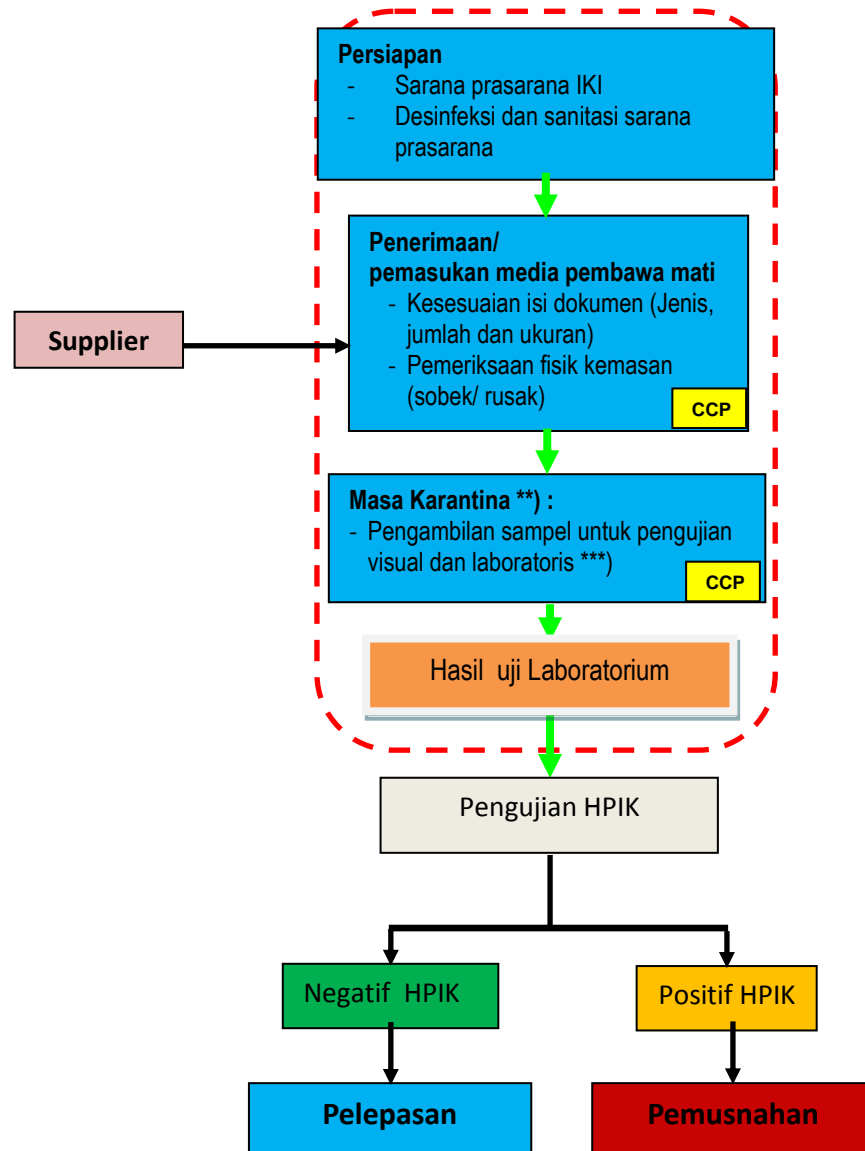 Persiapan
- Sarana prasarana IKI
- Desinfeksi dan sanitasi sarana
prasarana
Penerimaan/
pemasukan media pembawa mati
- Kesesuaian isi dokumen (Jenis,
jumlah dan ukuran)
- Pemeriksaan fisik kemasan
(sobek/ rusak)
CCP
Supplier
Masa Karantina **) :
- Pengambilan sampel untuk pengujian
visual dan laboratoris ***)
CCP
Hasil uji Laboratorium
Pengujian HPIK
Negatif HPIK
Positif HPIK
Pelepasan
Pemusnahan